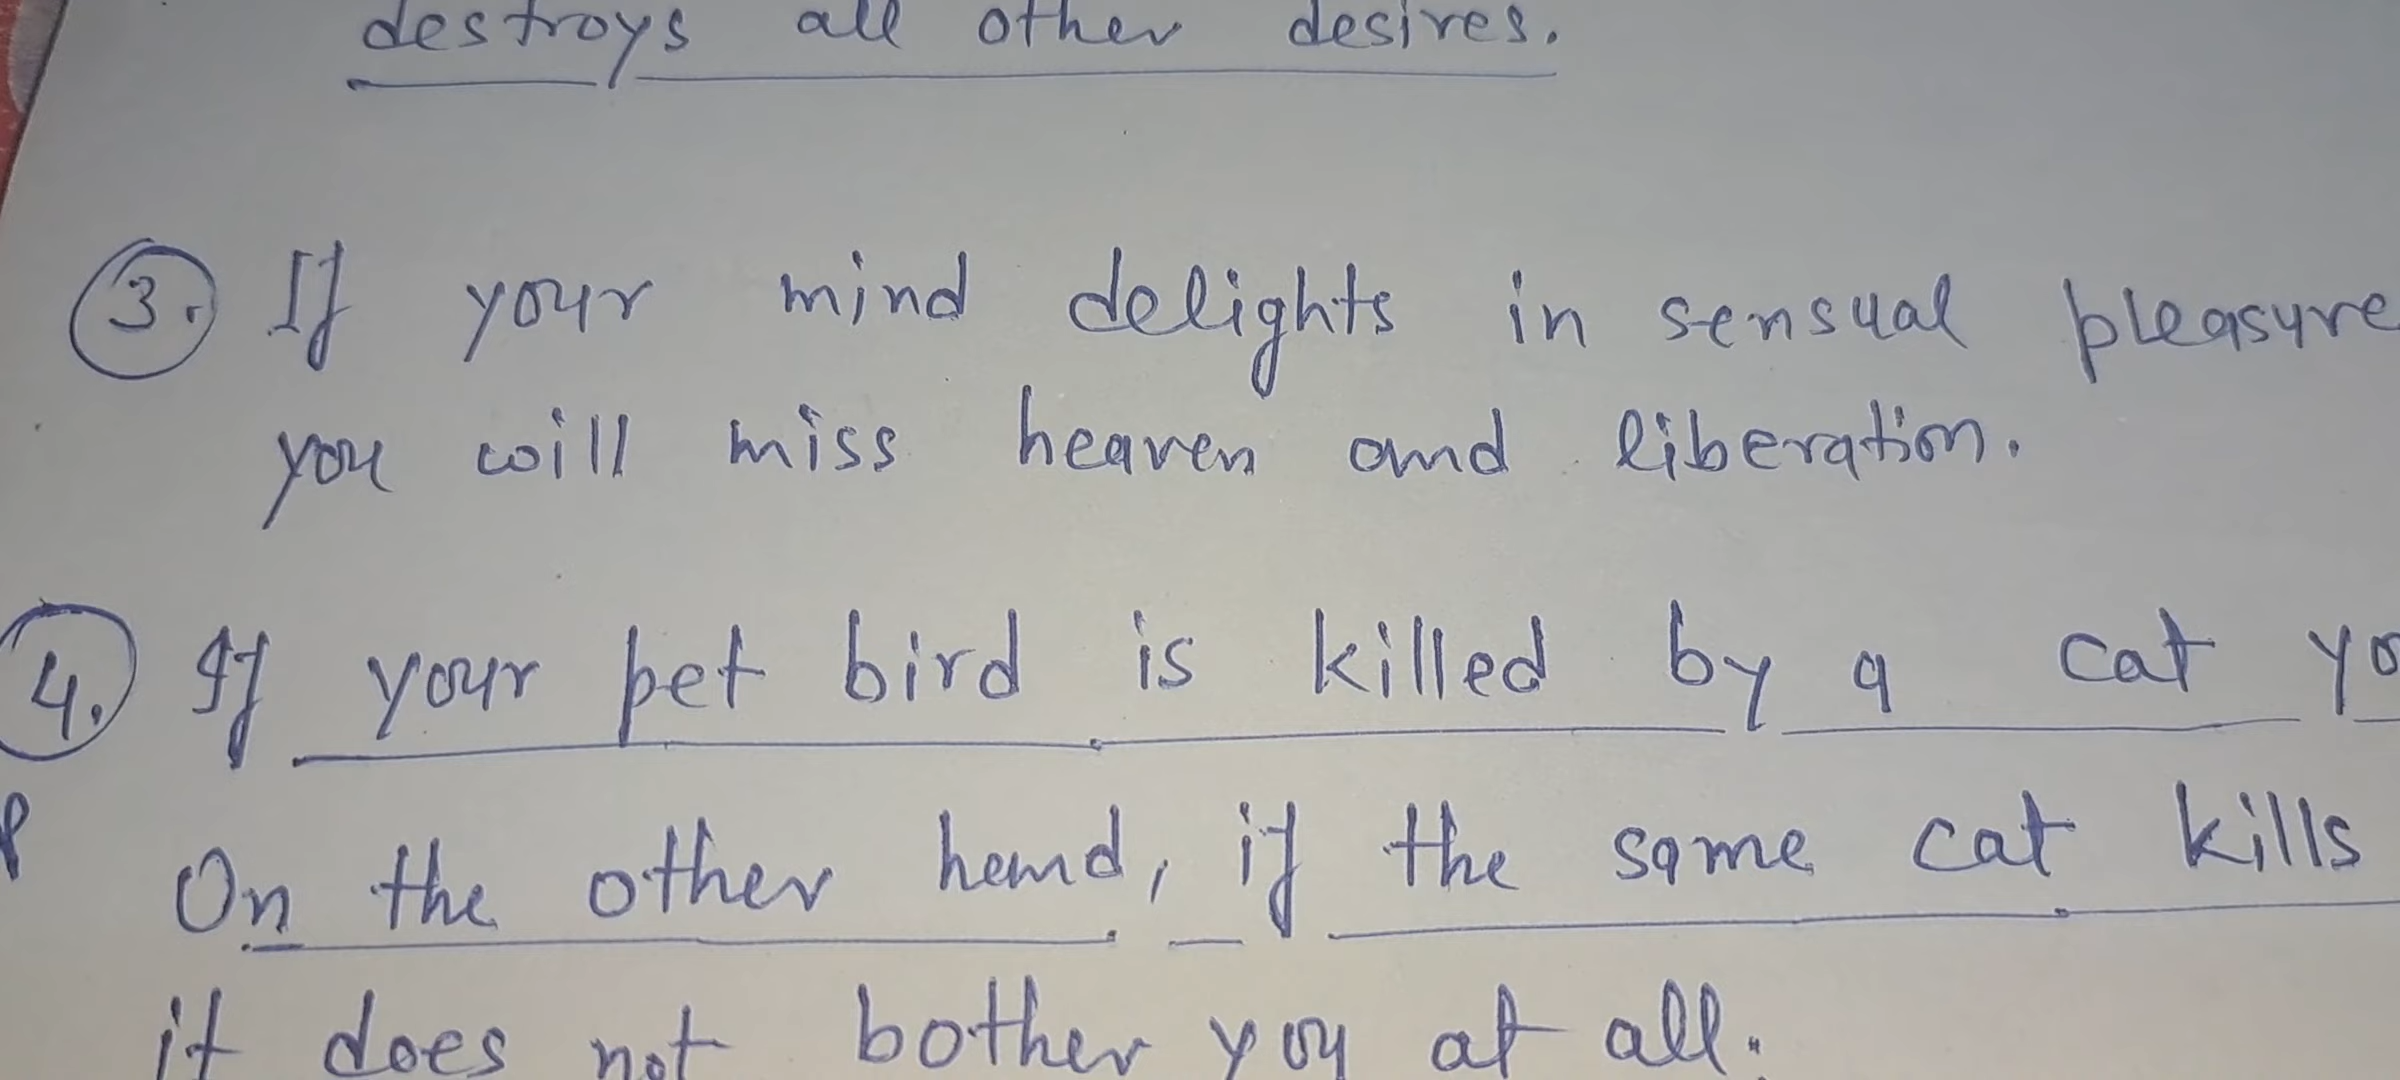 destroys all other desires.
3. If your mind delights in sensual pleasure
you will miss heaven and liberation.
4. If your pet bird is killed by a cat yo
On the other hand, if the same cat kills
it does not bother you at all.